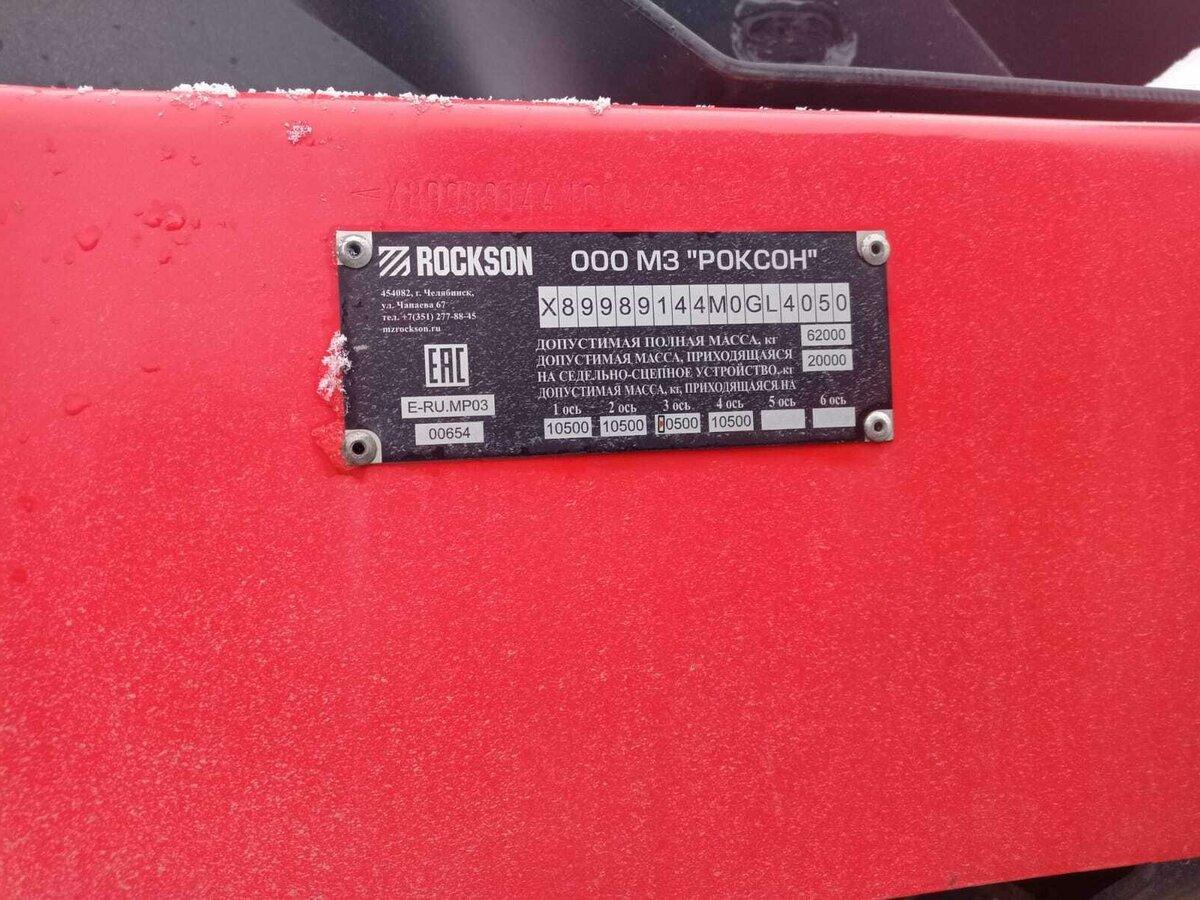 ROCKSON
ООО МЗ "РОКСОН"
454082, г. Челябинск,
ул. Чапаева 67
тел. +7(351) 277-88-45
mzrockson.ru
X89989144M0GL4050
ДОПУСТИМАЯ ПОЛНАЯ МАССА, кг 62000
ДОПУСТИМАЯ МАССА, ПРИХОДЯЩАЯСЯ
НА СЕДЕЛЬНО-СЦЕПНОЕ УСТРОЙСТВО,-кг 20000
ДОПУСТИМАЯ МАССА, кг, ПРИХОДЯЩАЯСЯ НА
1 ось 2 ось 3 ось 4 ось 5 ось 6 ось
10500 10500 0500 10500
EAC
E-RU.MP03
00654